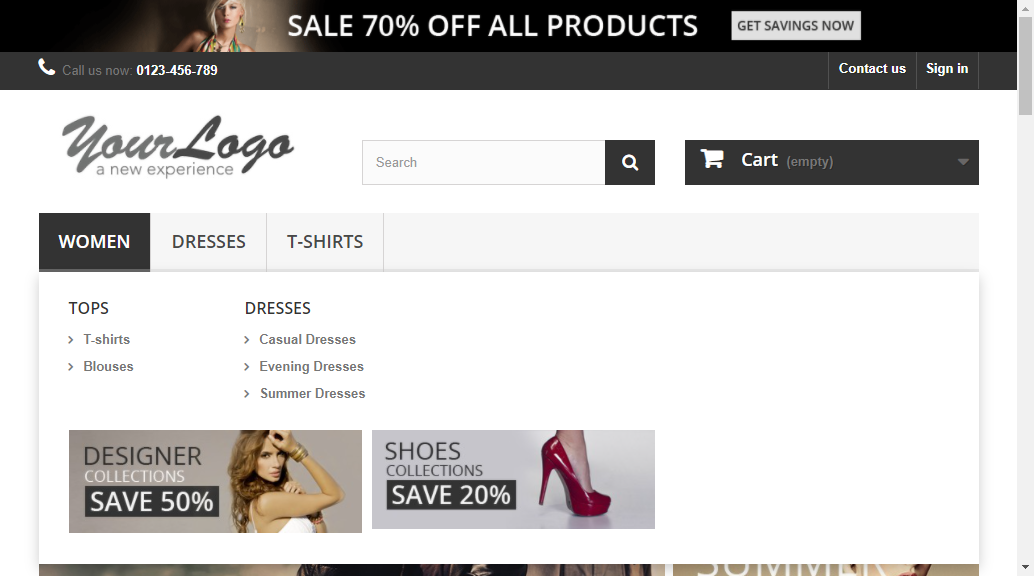 SALE 70% OFF ALL PRODUCTS
GET SAVINGS NOW
Call us now: 0123-456-789
Contact us
Sign in
YourLogo
a new experience
Search
Cart (empty)
WOMEN
DRESSES
T-SHIRTS
TOPS
T-shirts
Blouses
DRESSES
Casual Dresses
Evening Dresses
Summer Dresses
DESIGNER
COLLECTIONS
SAVE 50%
SHOES
COLLECTIONS
SAVE 20%
SUMMER